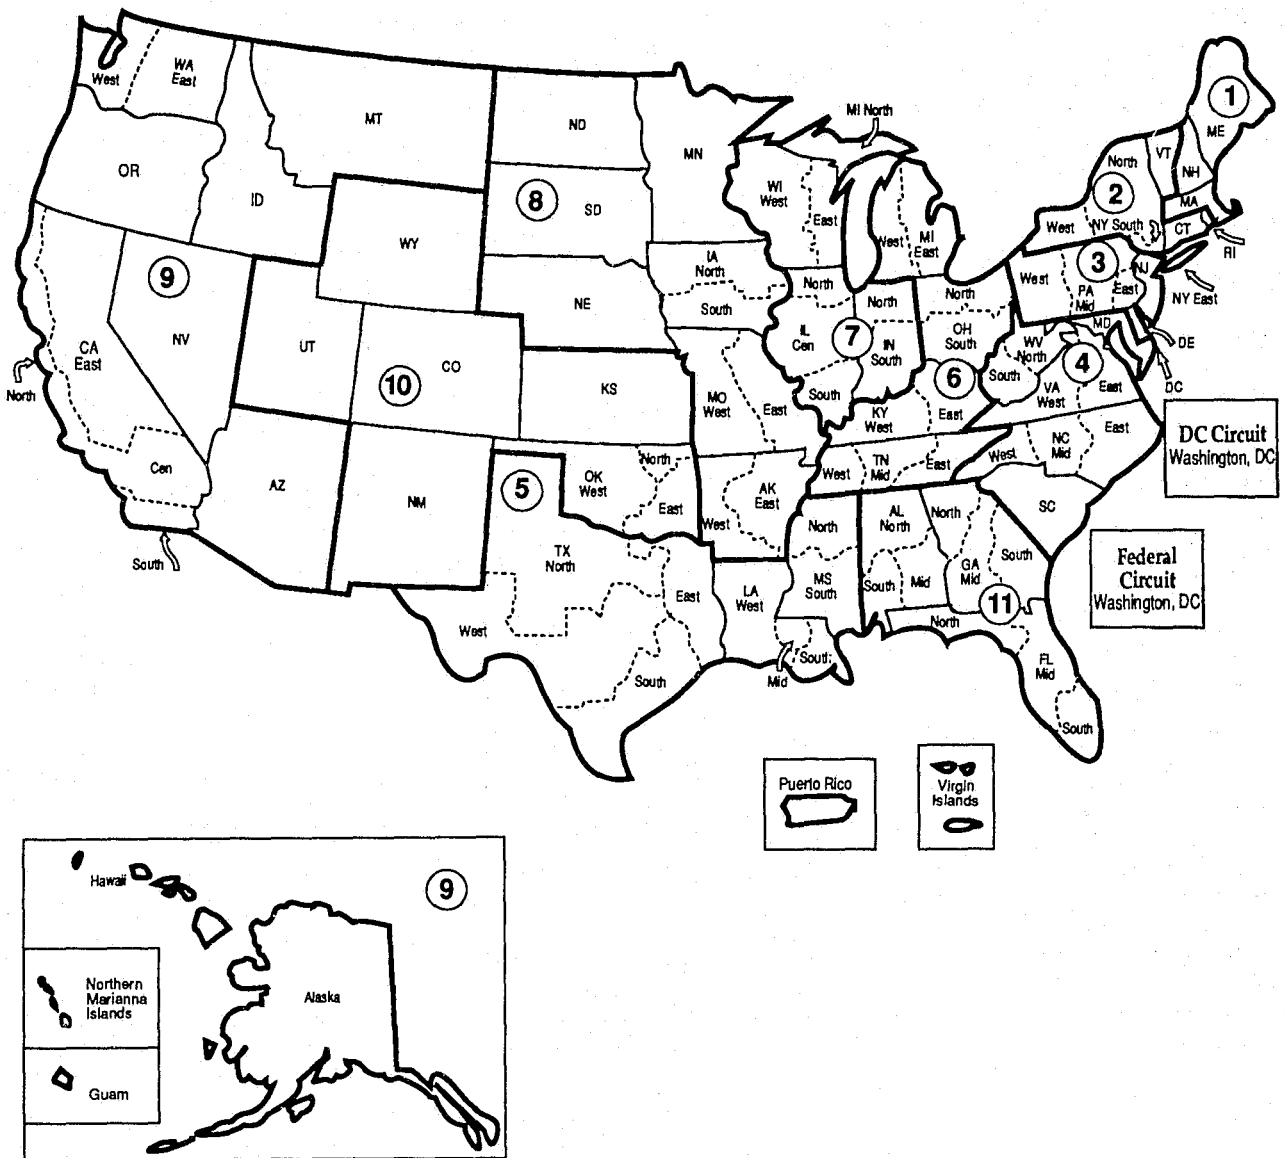 West
WA
East
MT
ND
MN
MI North
1
ME
OR
ID
8
SD
WI
West
East
West
MI
East
North
VT
NH
2
MA
West
NY South
CT
RI
WY
9
NV
IA
North
South
NE
North
North
North
West
3
NJ
PA
Mid
East
NY East
MD
DE
CA
East
North
UT
10
CO
KS
MO
West
East
IL
Cen
7
South
IN
South
OH
South
6
WV
North
South
4
VA
West
East
DC
KY
West
East
Cen
South
AZ
NM
5
OK
West
North
East
West
AK
East
West
TN
Mid
East
West
NC
Mid
East
SC
DC Circuit
Washington, DC
Federal
Circuit
Washington, DC
TX
North
East
West
South
LA
West
Mid
South
North
MS
South
AL
North
South
Mid
North
GA
Mid
South
11
North
FL
Mid
South
Puerto Rico
Virgin
Islands
Hawaii
9
Northern
Marianna
Islands
Guam
Alaska